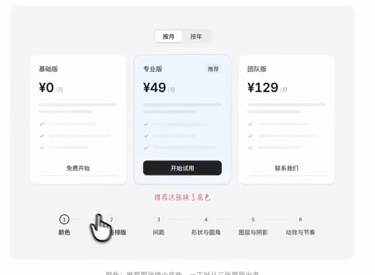 按月 按年
基础版
¥0 /月
免费开始
专业版 推荐
¥49 /月
开始试用
团队版
¥129 /月
联系我们
推荐这张换了底色
1 2 3 4 5 6
颜色 排版 间距 形状与圆角 图层与阴影 动效与节奏